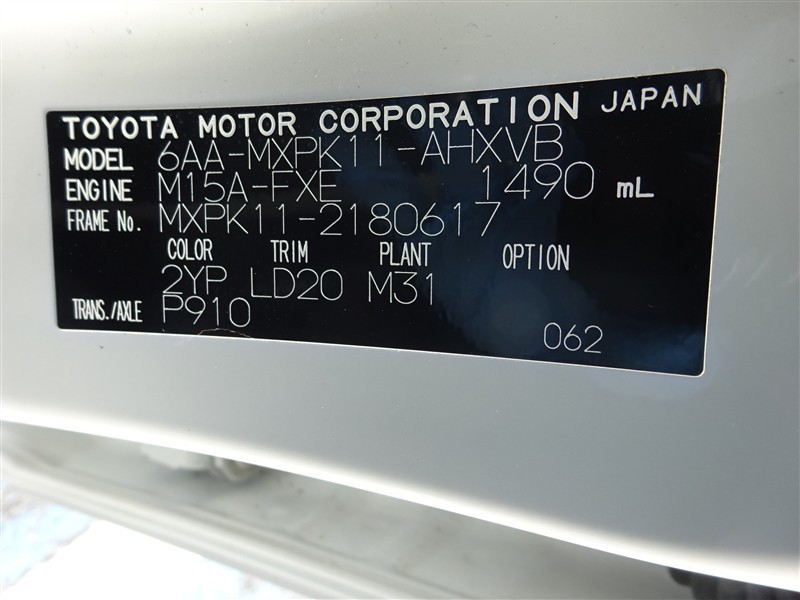 TOYOTA MOTOR CORPORATION JAPAN
MODEL 6AA-MXPK11-AHXVB
ENGINE M15A-FXE 1490 mL
FRAME No. MXPK11-2180617
COLOR TRIM PLANT OPTION
2YP LD20 M31
TRANS./AXLE P910
062